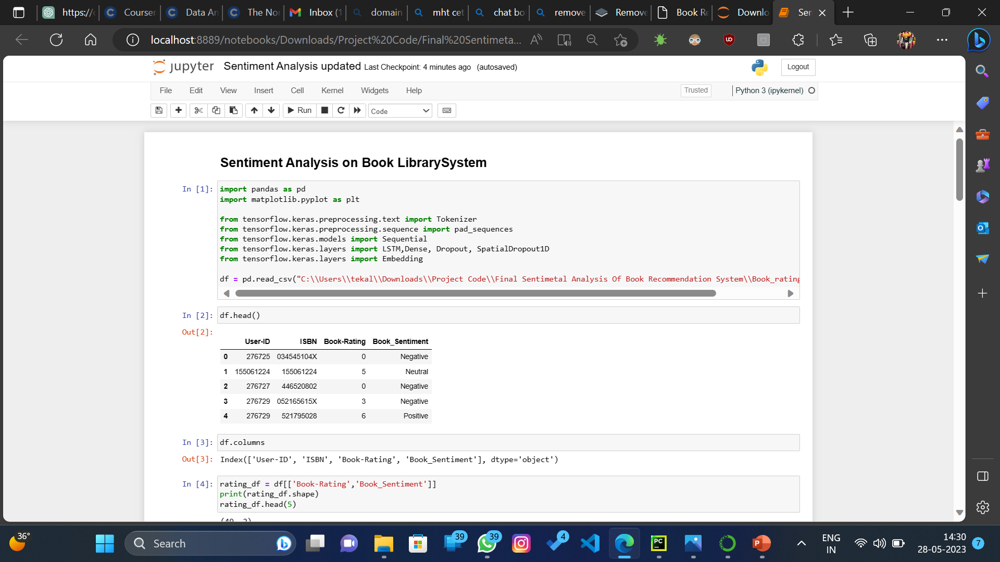 https://
Course
Data An
The No
Inbox (1
domain
mht cet
chat bo
remove
Remove
Book Re
Downlo
Sen
localhost:8889/notebooks/Downloads/Project%20Code/Final%20Sentimeta...
jupyter Sentiment Analysis updated Last Checkpoint: 4 minutes ago (autosaved)
Logout
File Edit View Insert Cell Kernel Widgets Help
Trusted
Python 3 (ipykernel)
Run
Code
Sentiment Analysis on Book LibrarySystem
In [1]: import pandas as pd
import matplotlib.pyplot as plt
from tensorflow.keras.preprocessing.text import Tokenizer
from tensorflow.keras.preprocessing.sequence import pad_sequences
from tensorflow.keras.models import Sequential
from tensorflow.keras.layers import LSTM,Dense, Dropout, SpatialDropout1D
from tensorflow.keras.layers import Embedding
df = pd.read_csv("C:\\Users\\tekal\\Downloads\\Project Code\\Final Sentimetal Analysis Of Book Recommendation System\\Book_rating
In [2]: df.head()
Out[2]:
User-ID ISBN Book-Rating Book_Sentiment
0 276725 034545104X 0 Negative
1 155061224 155061224 5 Neutral
2 276727 446520802 0 Negative
3 276729 052165615X 3 Negative
4 276729 521795028 6 Positive
In [3]: df.columns
Out[3]: Index(['User-ID', 'ISBN', 'Book-Rating', 'Book_Sentiment'], dtype='object')
In [4]: rating_df = df[['Book-Rating','Book_Sentiment']]
print(rating_df.shape)
rating_df.head(5)
(49, 2)
36°
Search
39
39
4
PC
P
ENG
IN
14:30
28-05-2023
7